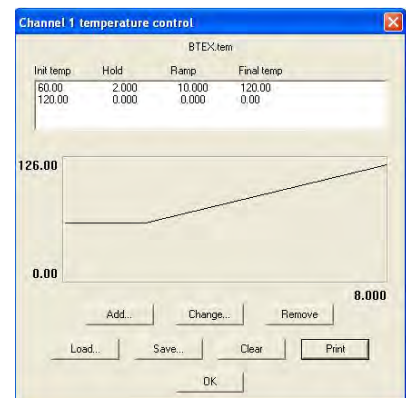 Channel 1 temperature control
BTEX.tem
Init temp Hold Ramp Final temp
60.00 2.000 10.000 120.00
120.00 0.000 0.000 0.00
126.00
0.00
8.000
Add... Change... Remove
Load... Save... Clear Print
OK